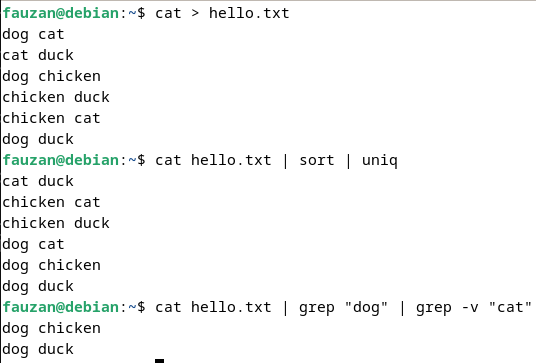 fauzan@debian:~$ cat > hello.txt
dog cat
cat duck
dog chicken
chicken duck
chicken cat
dog duck
fauzan@debian:~$ cat hello.txt | sort | uniq
cat duck
chicken cat
chicken duck
dog cat
dog chicken
dog duck
fauzan@debian:~$ cat hello.txt | grep "dog" | grep -v "cat"
dog chicken
dog duck